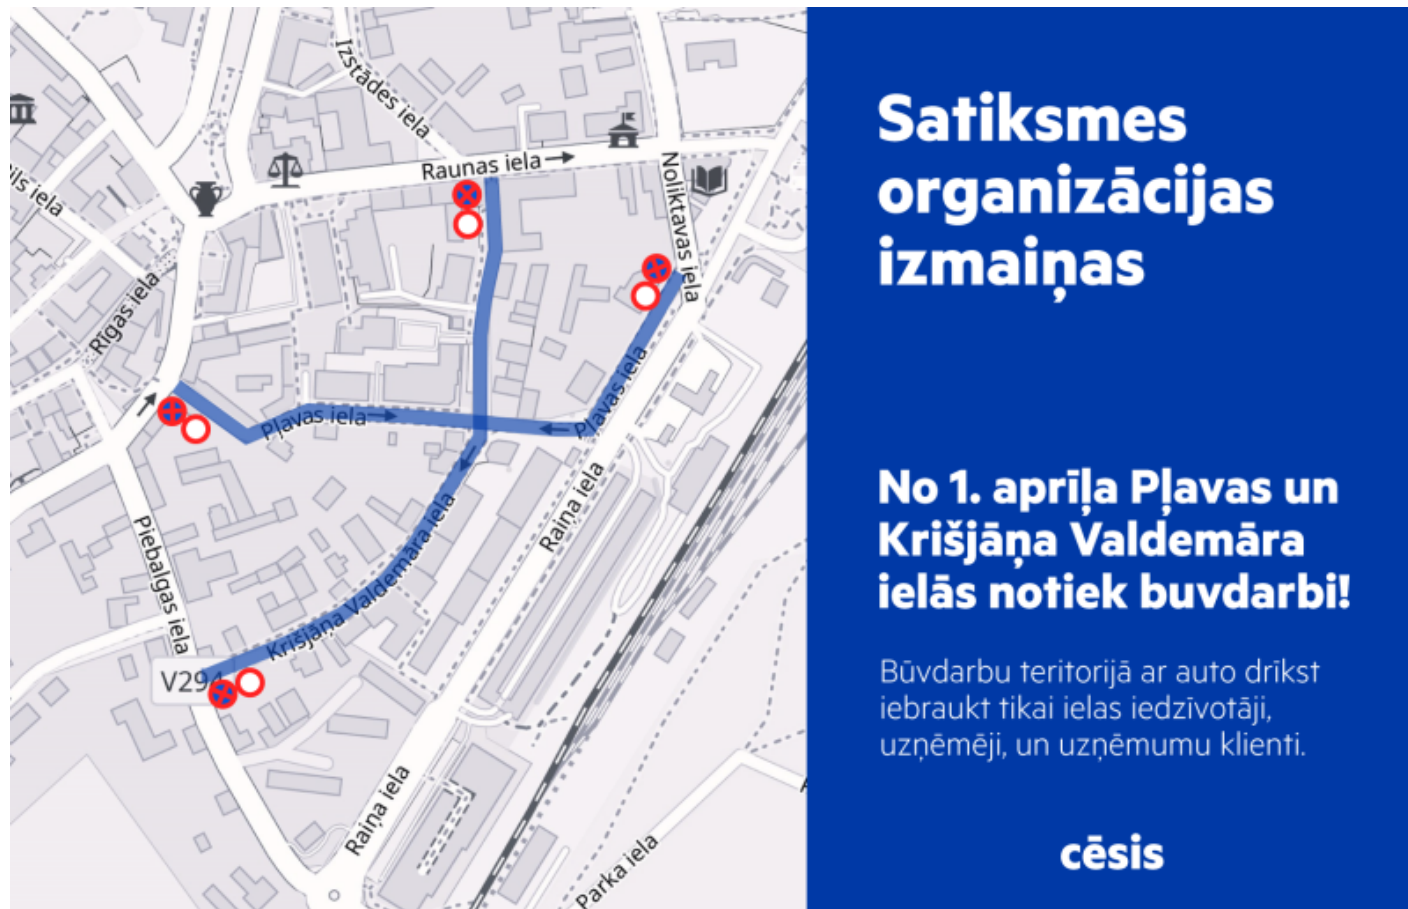 Izstādes iela
Raunas iela
Noliktavas iela
Rīgas iela
Pļavas iela
Pļavas iela
Raiņa iela
Krišjāņa Valdemāra iela
Piebalgas iela
V294
Raiņa iela
Parka iela
Satiksmes
organizācijas
izmaiņas
No 1. aprīļa Pļavas un
Krišjāņa Valdemāra
ielās notiek buvdarbi!
Būvdarbu teritorijā ar auto drīkst
iebraukt tikai ielas iedzīvotāji,
uzņēmēji, un uzņēmumu klienti.
cēsis